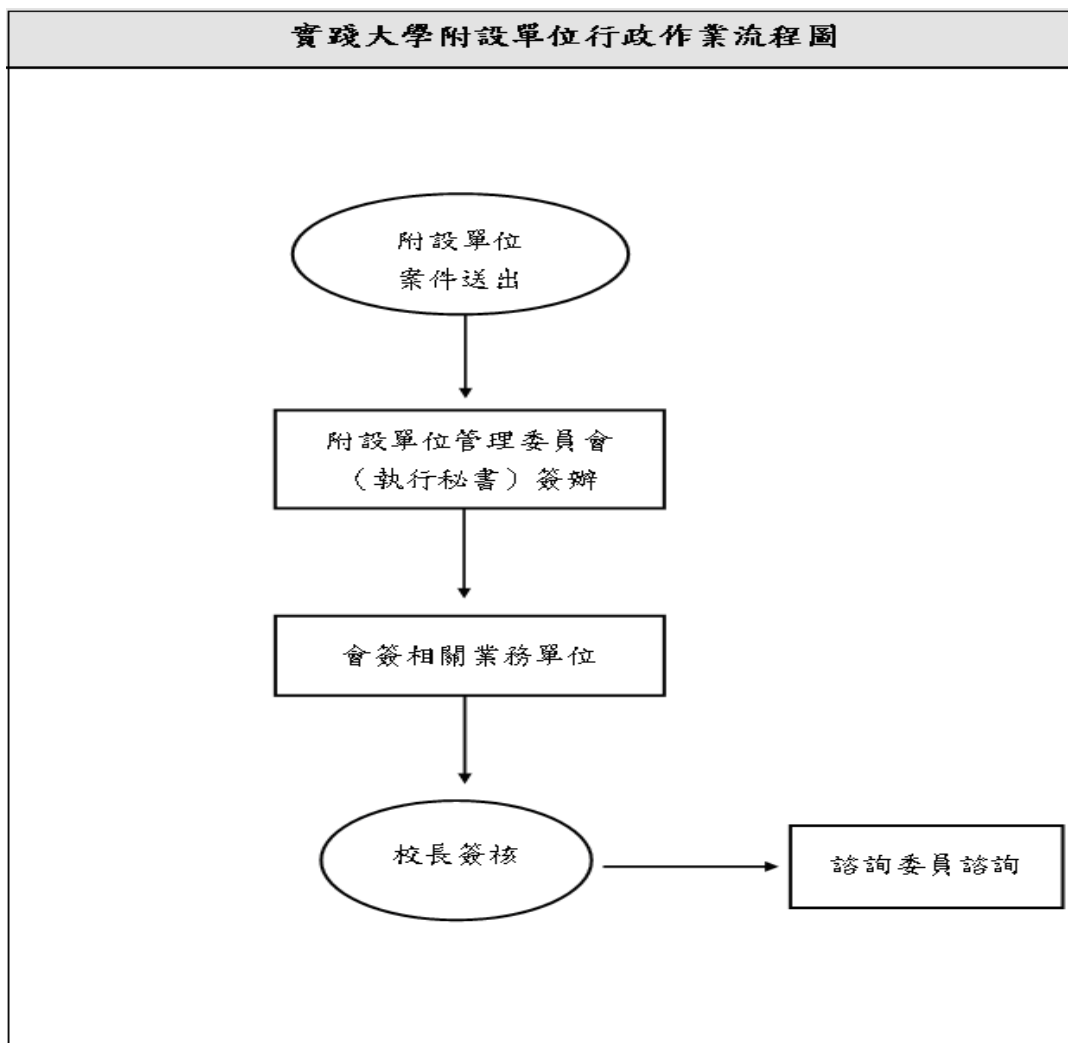 實踐大學附設單位行政作業流程圖
附設單位
案件送出
附設單位管理委員會
（執行秘書）簽辦
會簽相關業務單位
校長簽核
諮詢委員諮詢